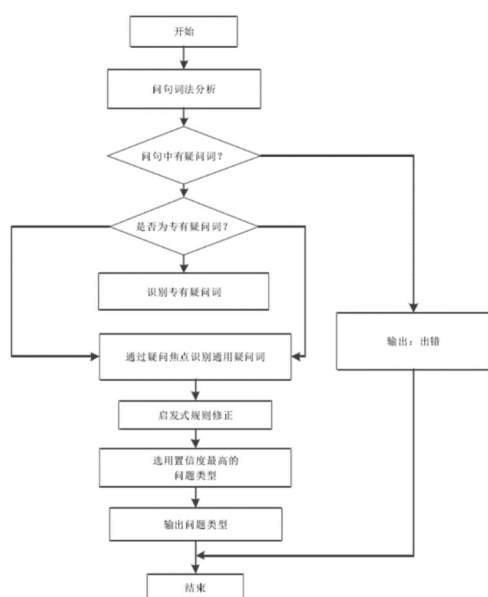 开始
问句词法分析
问句中有疑问词？
是否为专有疑问词？
识别专有疑问词
输出：出错
通过疑问焦点识别通用疑问词
启发式规则修正
选用置信度最高的
问题类型
输出问题类型
结束